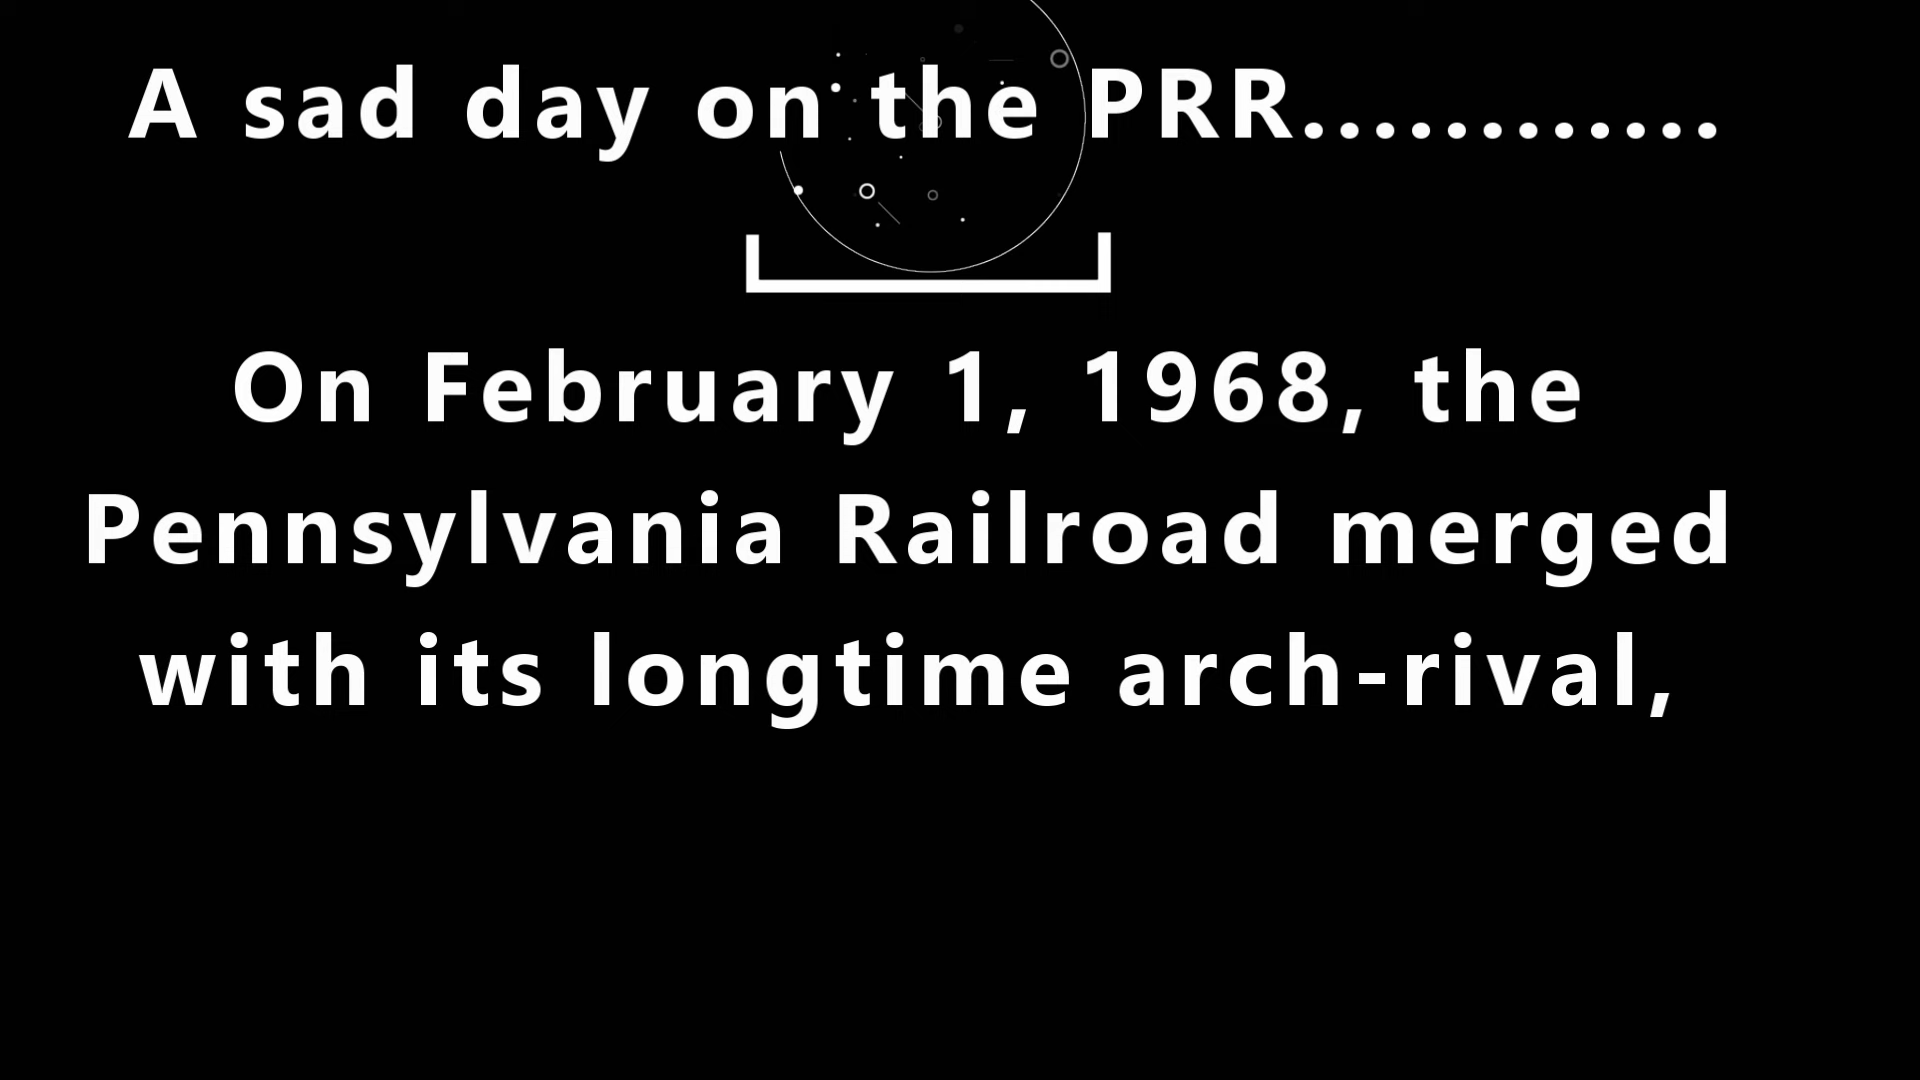 A sad day on the PRR............
On February 1, 1968, the
Pennsylvania Railroad merged
with its longtime arch-rival,